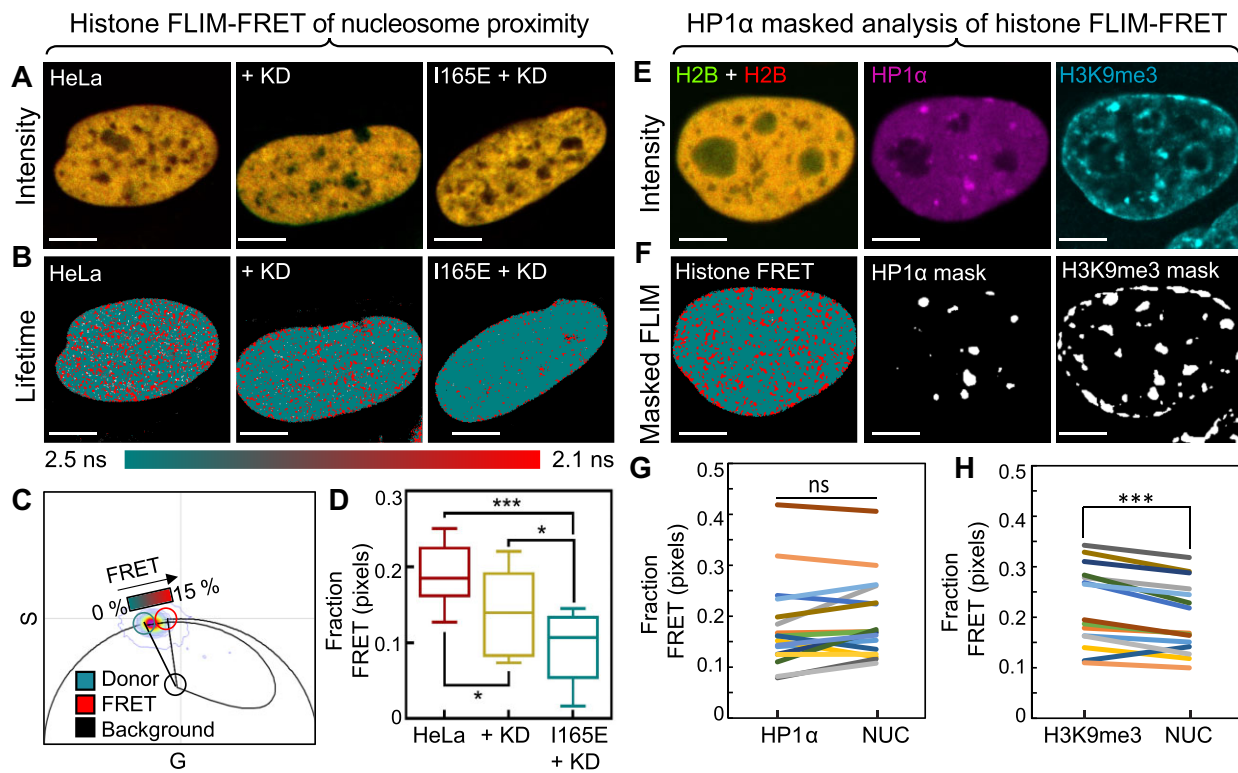 Histone FLIM-FRET of nucleosome proximity
HP1α masked analysis of histone FLIM-FRET
A
Intensity
HeLa
+ KD
I165E + KD
B
Lifetime
HeLa
+ KD
I165E + KD
2.5 ns
2.1 ns
C
S
FRET
0 %
15 %
Donor
FRET
Background
G
D
Fraction
FRET (pixels)
0.3
0.2
0.1
0
***
*
*
HeLa
+ KD
I165E
+ KD
E
Intensity
H2B + H2B
HP1α
H3K9me3
F
Masked FLIM
Histone FRET
HP1α mask
H3K9me3 mask
G
Fraction
FRET (pixels)
0.5
0.4
0.3
0.2
0.1
0
ns
HP1α
NUC
H
Fraction
FRET (pixels)
0.5
0.4
0.3
0.2
0.1
0
***
H3K9me3
NUC